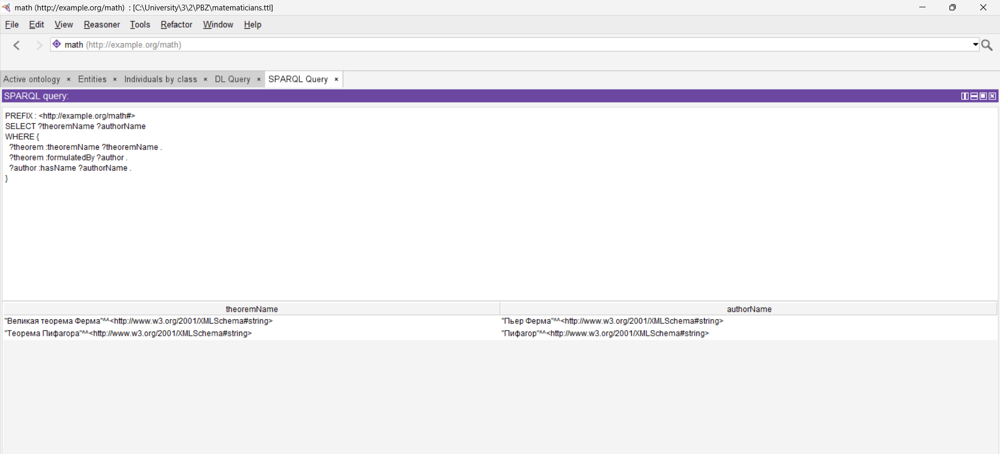 math (http://example.org/math)  : [C:\University\3\2\PBZ\matematicians.ttl]
File Edit View Reasoner Tools Refactor Window Help
math (http://example.org/math)
Active ontology × Entities × Individuals by class × DL Query × SPARQL Query ×
SPARQL query:
PREFIX : <http://example.org/math#>
SELECT ?theoremName ?authorName
WHERE {
?theorem :theoremName ?theoremName .
?theorem :formulatedBy ?author .
?author :hasName ?authorName .
}
theoremName authorName
"Великая теорема Ферма"^^<http://www.w3.org/2001/XMLSchema#string> "Пьер Ферма"^^<http://www.w3.org/2001/XMLSchema#string>
"Теорема Пифагора"^^<http://www.w3.org/2001/XMLSchema#string> "Пифагор"^^<http://www.w3.org/2001/XMLSchema#string>